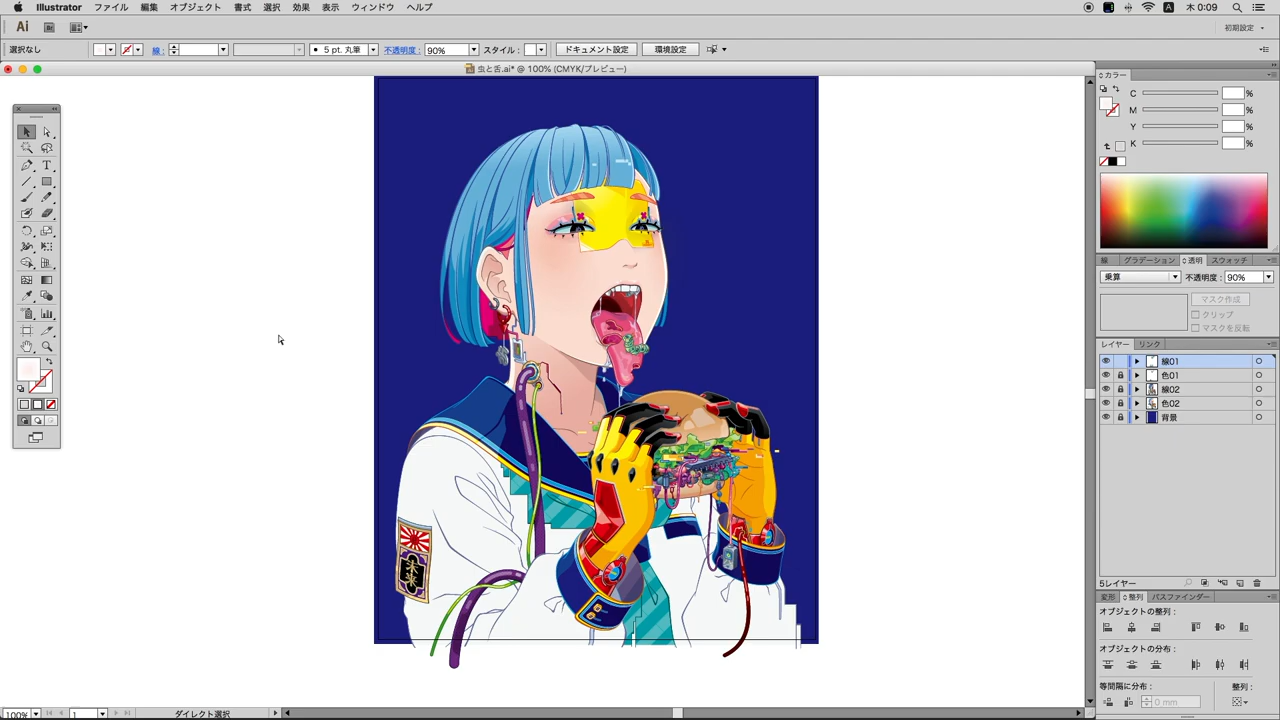 Illustrator ファイル 編集 オブジェクト 書式 選択 効果 表示 ウィンドウ ヘルプ 木 0:09
Ai Br 初期設定
選択なし 線 : 5 pt. 丸筆 不透明度 : 90% スタイル : ドキュメント設定 環境設定
虫と舌.ai* @ 100% (CMYK/プレビュー)
カラー
C %
M %
Y %
K %
線 グラデーション 透明 スウォッチ
乗算 不透明度 : 90%
マスク作成
クリップ
マスクを反転
レイヤー リンク
線01
色01
線02
色02
背景
5レイヤー
変形 整列 パスファインダー
オブジェクトの整列 :
オブジェクトの分布 :
等間隔に分布 : 整列 :
0 mm
未来
100% 1 ダイレクト選択